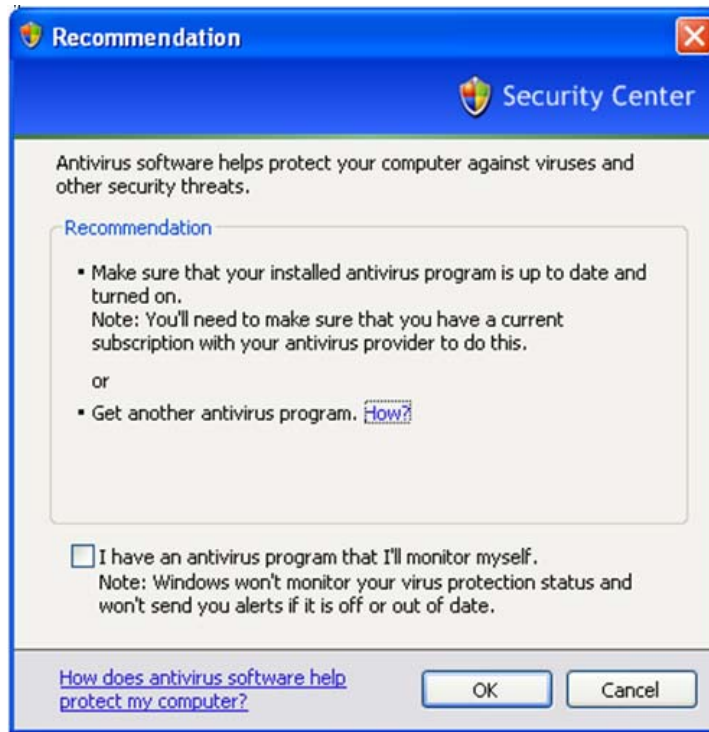 Recommendation
Security Center
Antivirus software helps protect your computer against viruses and
other security threats.
Recommendation
▪ Make sure that your installed antivirus program is up to date and
turned on.
Note: You'll need to make sure that you have a current
subscription with your antivirus provider to do this.
or
▪ Get another antivirus program. How?
I have an antivirus program that I'll monitor myself.
Note: Windows won't monitor your virus protection status and
won't send you alerts if it is off or out of date.
How does antivirus software help
protect my computer?
OK
Cancel